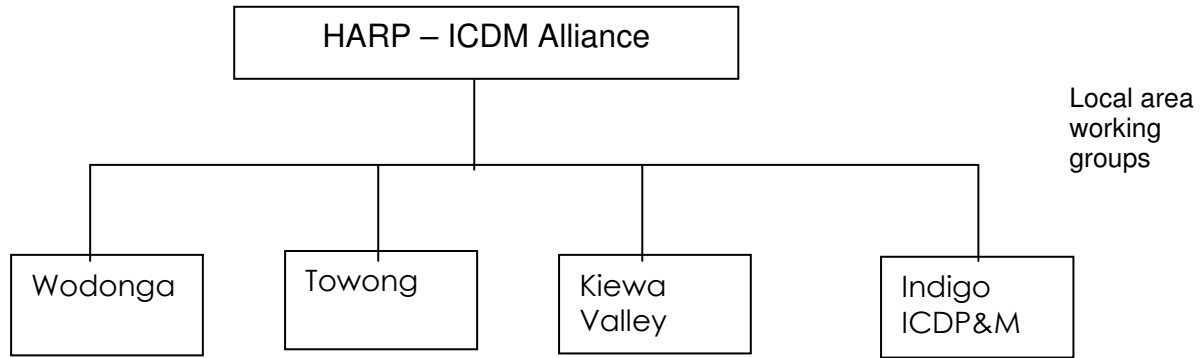 HARP – ICDM Alliance
Local area
working
groups
Wodonga
Towong
Kiewa
Valley
Indigo
ICDP&M